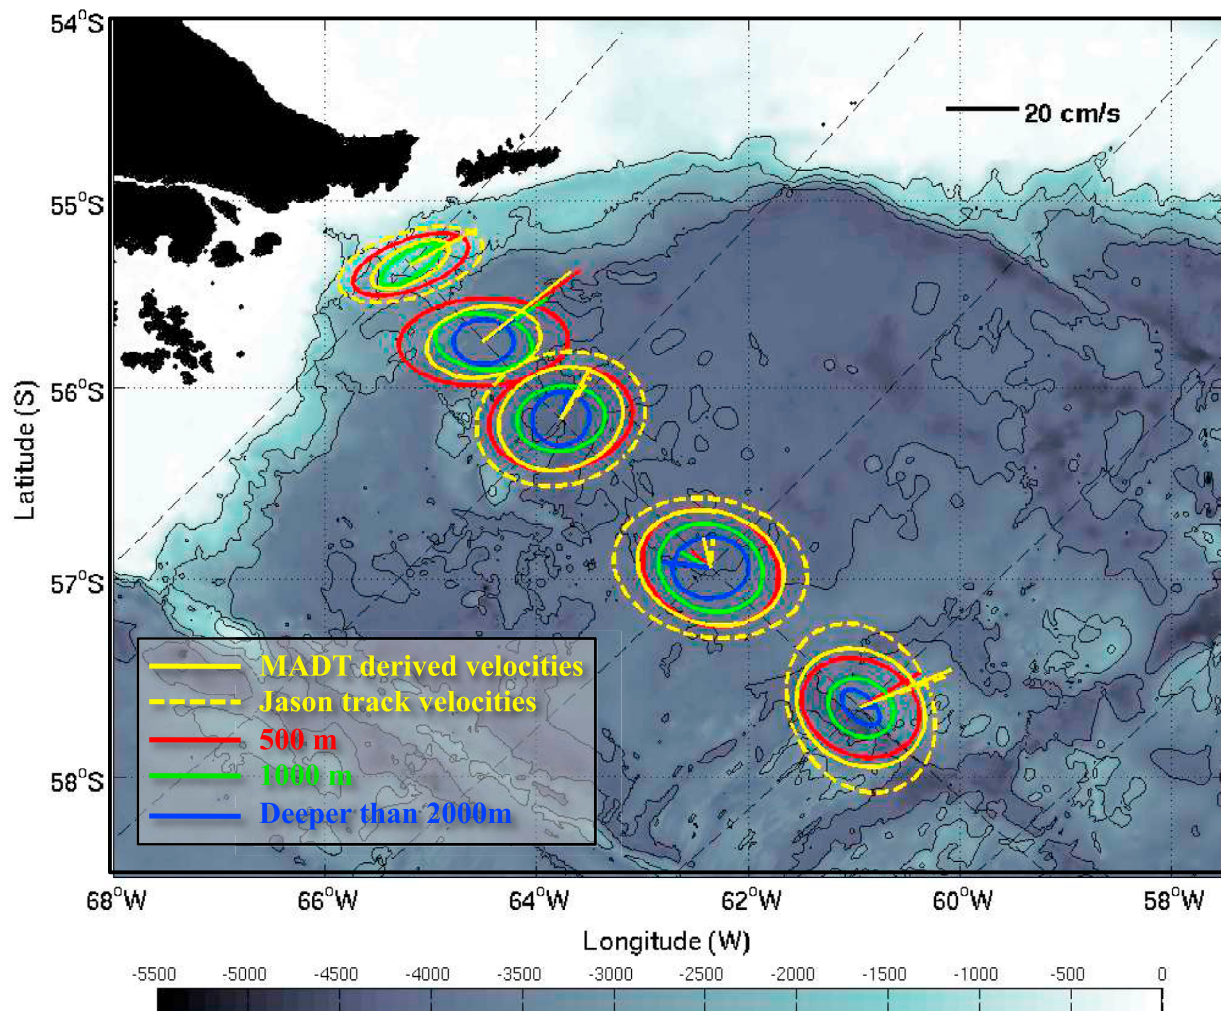 54°S
20 cm/s
55°S
56°S
Latitude (S)
57°S
MADT derived velocities
Jason track velocities
500 m
1000 m
58°S
Deeper than 2000m
68°W 66°W 64°W 62°W 60°W 58°W
Longitude (W)
-5500 -5000 -4500 -4000 -3500 -3000 -2500 -2000 -1500 -1000 -500 0